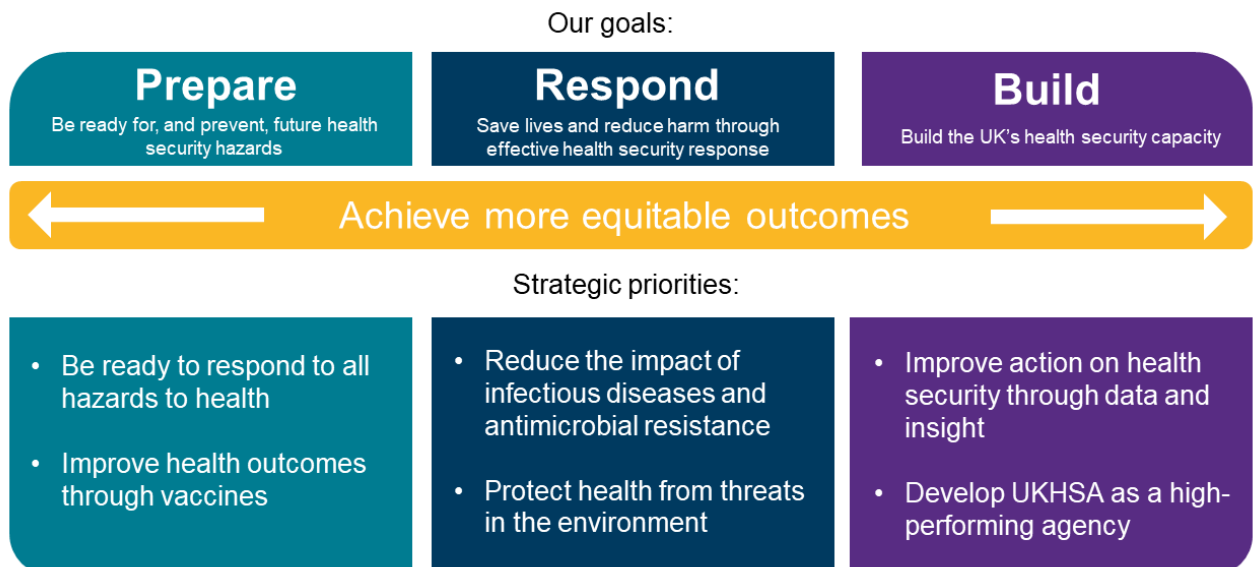 Our goals:
Prepare
Be ready for, and prevent, future health
security hazards
Respond
Save lives and reduce harm through
effective health security response
Build
Build the UK's health security capacity
Achieve more equitable outcomes
Strategic priorities:
• Be ready to respond to all
hazards to health
• Improve health outcomes
through vaccines
• Reduce the impact of
infectious diseases and
antimicrobial resistance
• Protect health from threats
in the environment
• Improve action on health
security through data and
insight
• Develop UKHSA as a high-
performing agency